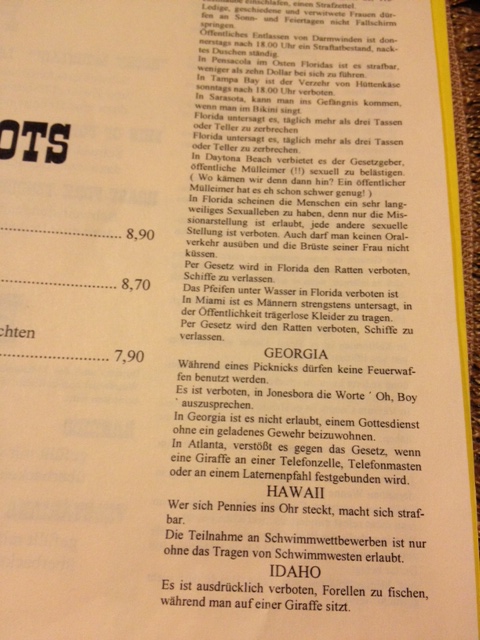 einschlafen, einen Strafzettel.
Ledige, geschiedene und verwitwete Frauen dür-
fen an Sonn- und Feiertagen nicht Fallschirm
springen.
Öffentliches Entlassen von Darmwinden ist don-
nerstags nach 18.00 Uhr ein Straftatbestand, nack-
tes Duschen ständig.
In Pensacola im Osten Floridas ist es strafbar,
weniger als zehn Dollar bei sich zu führen.
In Tampa Bay ist der Verzehr von Hüttenkäse
sonntags nach 18.00 Uhr verboten.
In Sarasota, kann man ins Gefängnis kommen,
wenn man im Bikini singt.
Florida untersagt es, täglich mehr als drei Tassen
oder Teller zu zerbrechen
Florida untersagt es, täglich mehr als drei Tassen
oder Teller zu zerbrechen.
In Daytona Beach verbietet es der Gesetzgeber,
öffentliche Mülleimer (!!) sexuell zu belästigen.
( Wo kämen wir denn dann hin? Ein öffentlicher
Mülleimer hat es eh schon schwer genug! )
In Florida scheinen die Menschen ein sehr lang-
weiliges Sexualleben zu haben, denn nur die Mis-
sionarstellung ist erlaubt, jede andere sexuelle
Stellung ist verboten. Auch darf man keinen Oral-
verkehr ausüben und die Brüste seiner Frau nicht
küssen.
Per Gesetz wird in Florida den Ratten verboten,
Schiffe zu verlassen.
Das Pfeifen unter Wasser in Florida verboten ist
In Miami ist es Männern strengstens untersagt, in
der Öffentlichkeit trägerlose Kleider zu tragen.
Per Gesetz wird den Ratten verboten, Schiffe zu
verlassen.
GEORGIA
Während eines Picknicks dürfen keine Feuerwaf-
fen benutzt werden.
Es ist verboten, in Jonesbora die Worte ´ Oh, Boy
´ auszusprechen.
In Georgia ist es nicht erlaubt, einem Gottesdienst
ohne ein geladenes Gewehr beizuwohnen.
In Atlanta, verstößt es gegen das Gesetz, wenn
eine Giraffe an einer Telefonzelle, Telefonmasten
oder an einem Laternenpfahl festgebunden wird.
HAWAII
Wer sich Pennies ins Ohr steckt, macht sich straf-
bar.
Die Teilnahme an Schwimmwettbewerben ist nur
ohne das Tragen von Schwimmwesten erlaubt.
IDAHO
Es ist ausdrücklich verboten, Forellen zu fischen,
während man auf einer Giraffe sitzt.
OTS
.......................... 8,90
.......................... 8,70
chten
.......................... 7,90